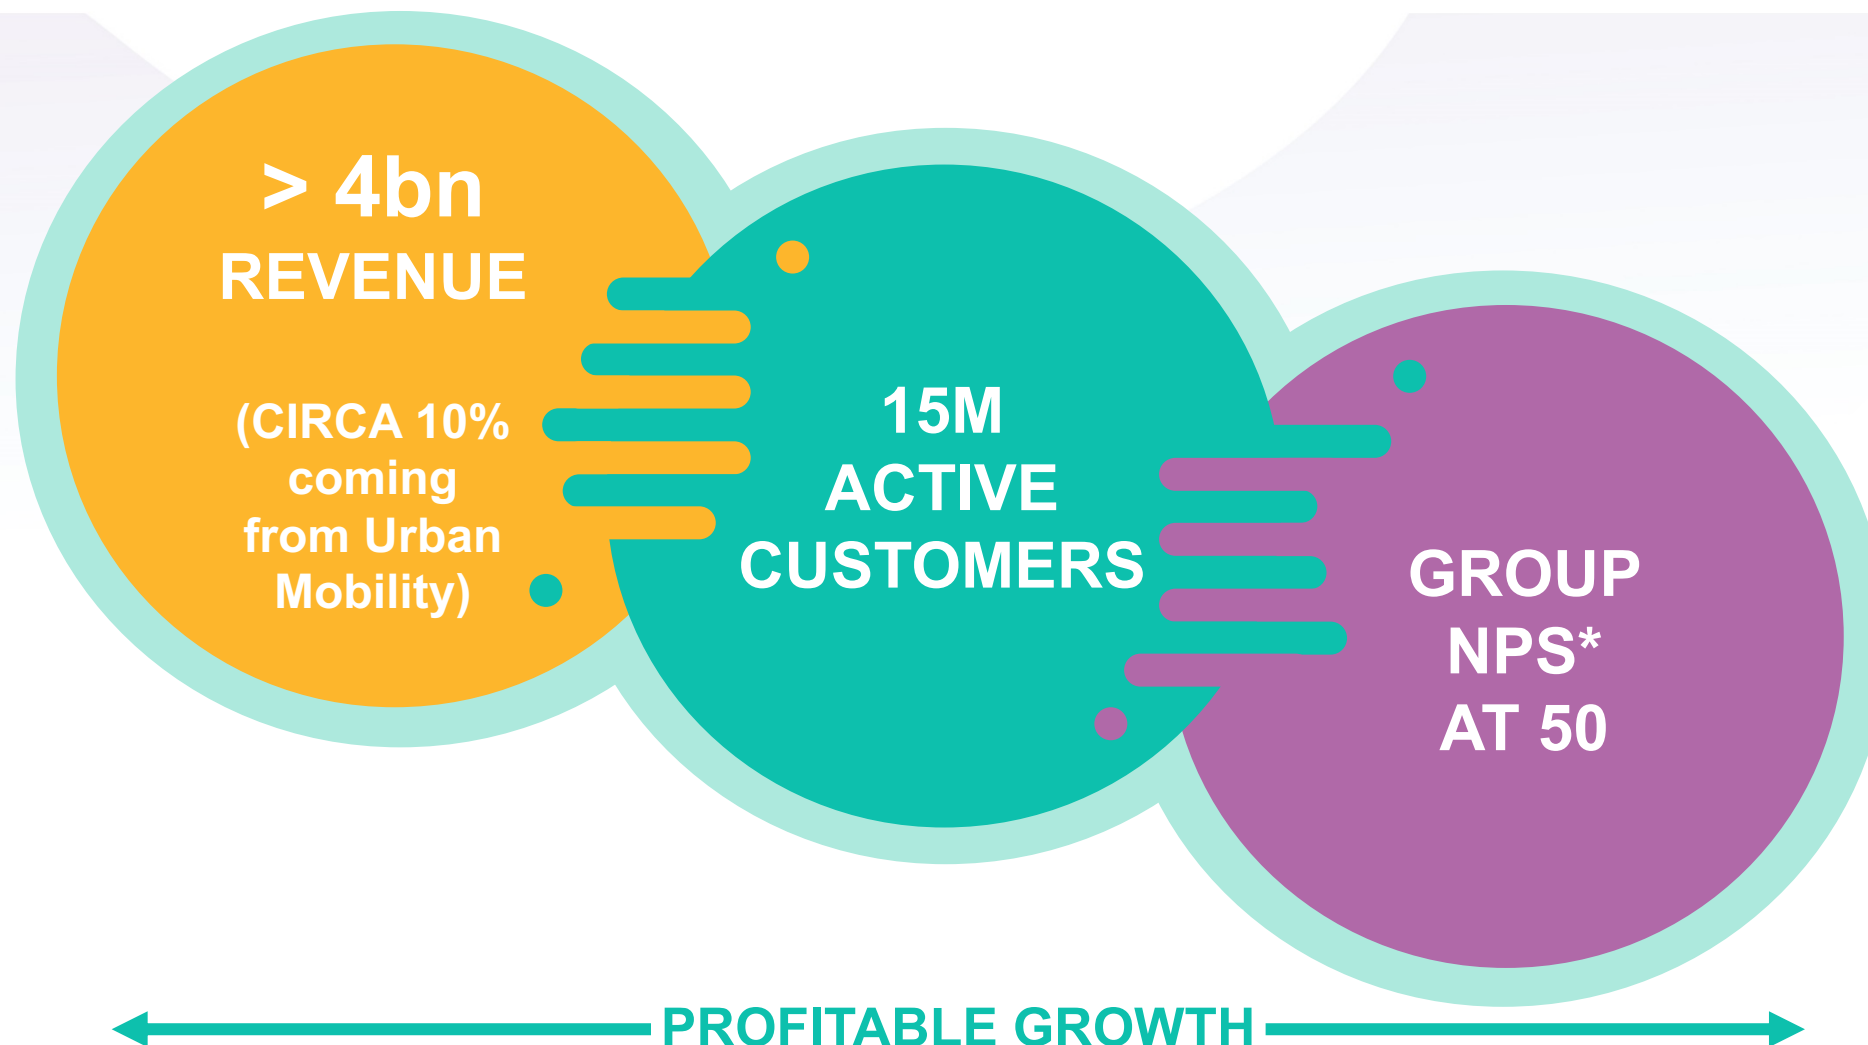 > 4bn
REVENUE
(CIRCA 10%
coming
from Urban
Mobility)
15M
ACTIVE
CUSTOMERS
GROUP
NPS*
AT 50
PROFITABLE GROWTH